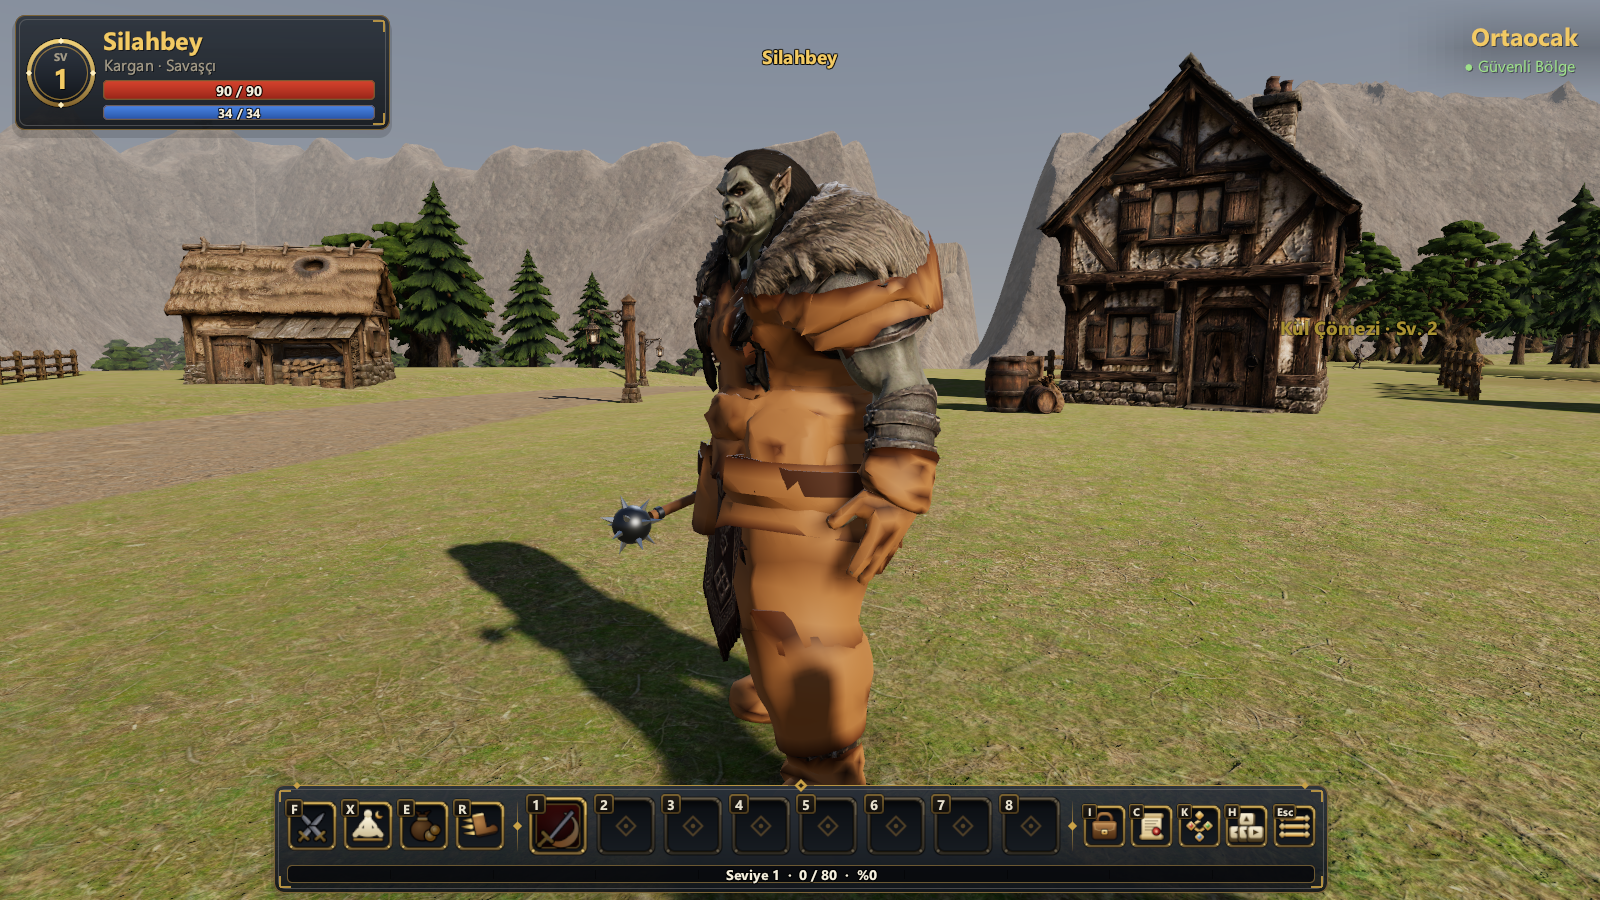 SV
1
Silahbey
Kargan · Savaşçı
90 / 90
34 / 34
Silahbey
Ortaocak
Güvenli Bölge
Kül Çömezi · Sv. 2
F
X
E
R
1
2
3
4
5
6
7
8
I
C
K
H
Esc
Seviye 1 · 0 / 80 · %0